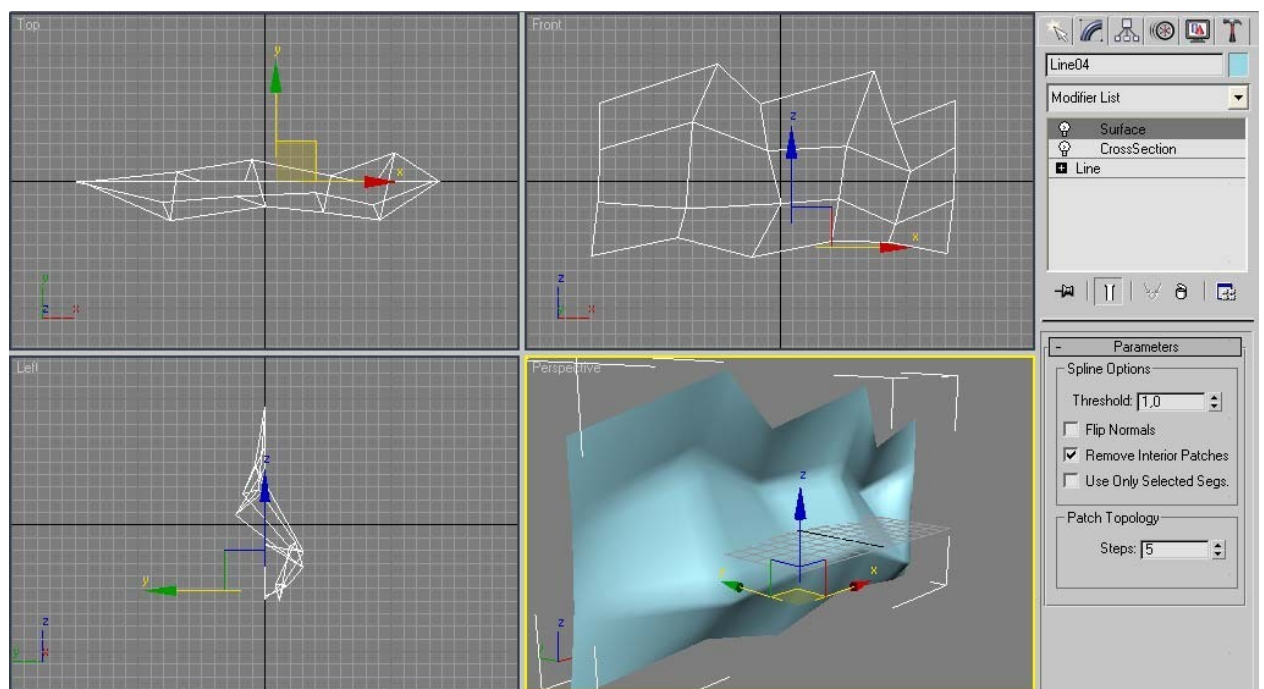 Top
Front
Left
Perspective
y
x
y
z
x
z
x
z
x
z
y
z
y
x
z
x
x
z
Line04
Modifier List
Surface
CrossSection
Line
Parameters
Spline Options
Threshold: 1,0
Flip Normals
Remove Interior Patches
Use Only Selected Segs.
Patch Topology
Steps: 5